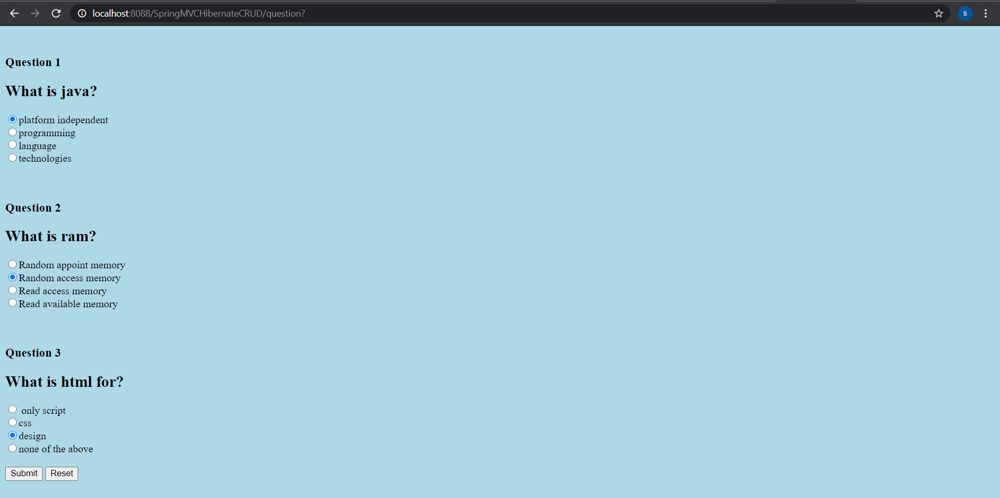 localhost:8088/SpringMVCHibernateCRUD/question?
s
Question 1
What is java?
platform independent
programming
language
technologies
Question 2
What is ram?
Random appoint memory
Random access memory
Read access memory
Read available memory
Question 3
What is html for?
only script
css
design
none of the above
Submit Reset